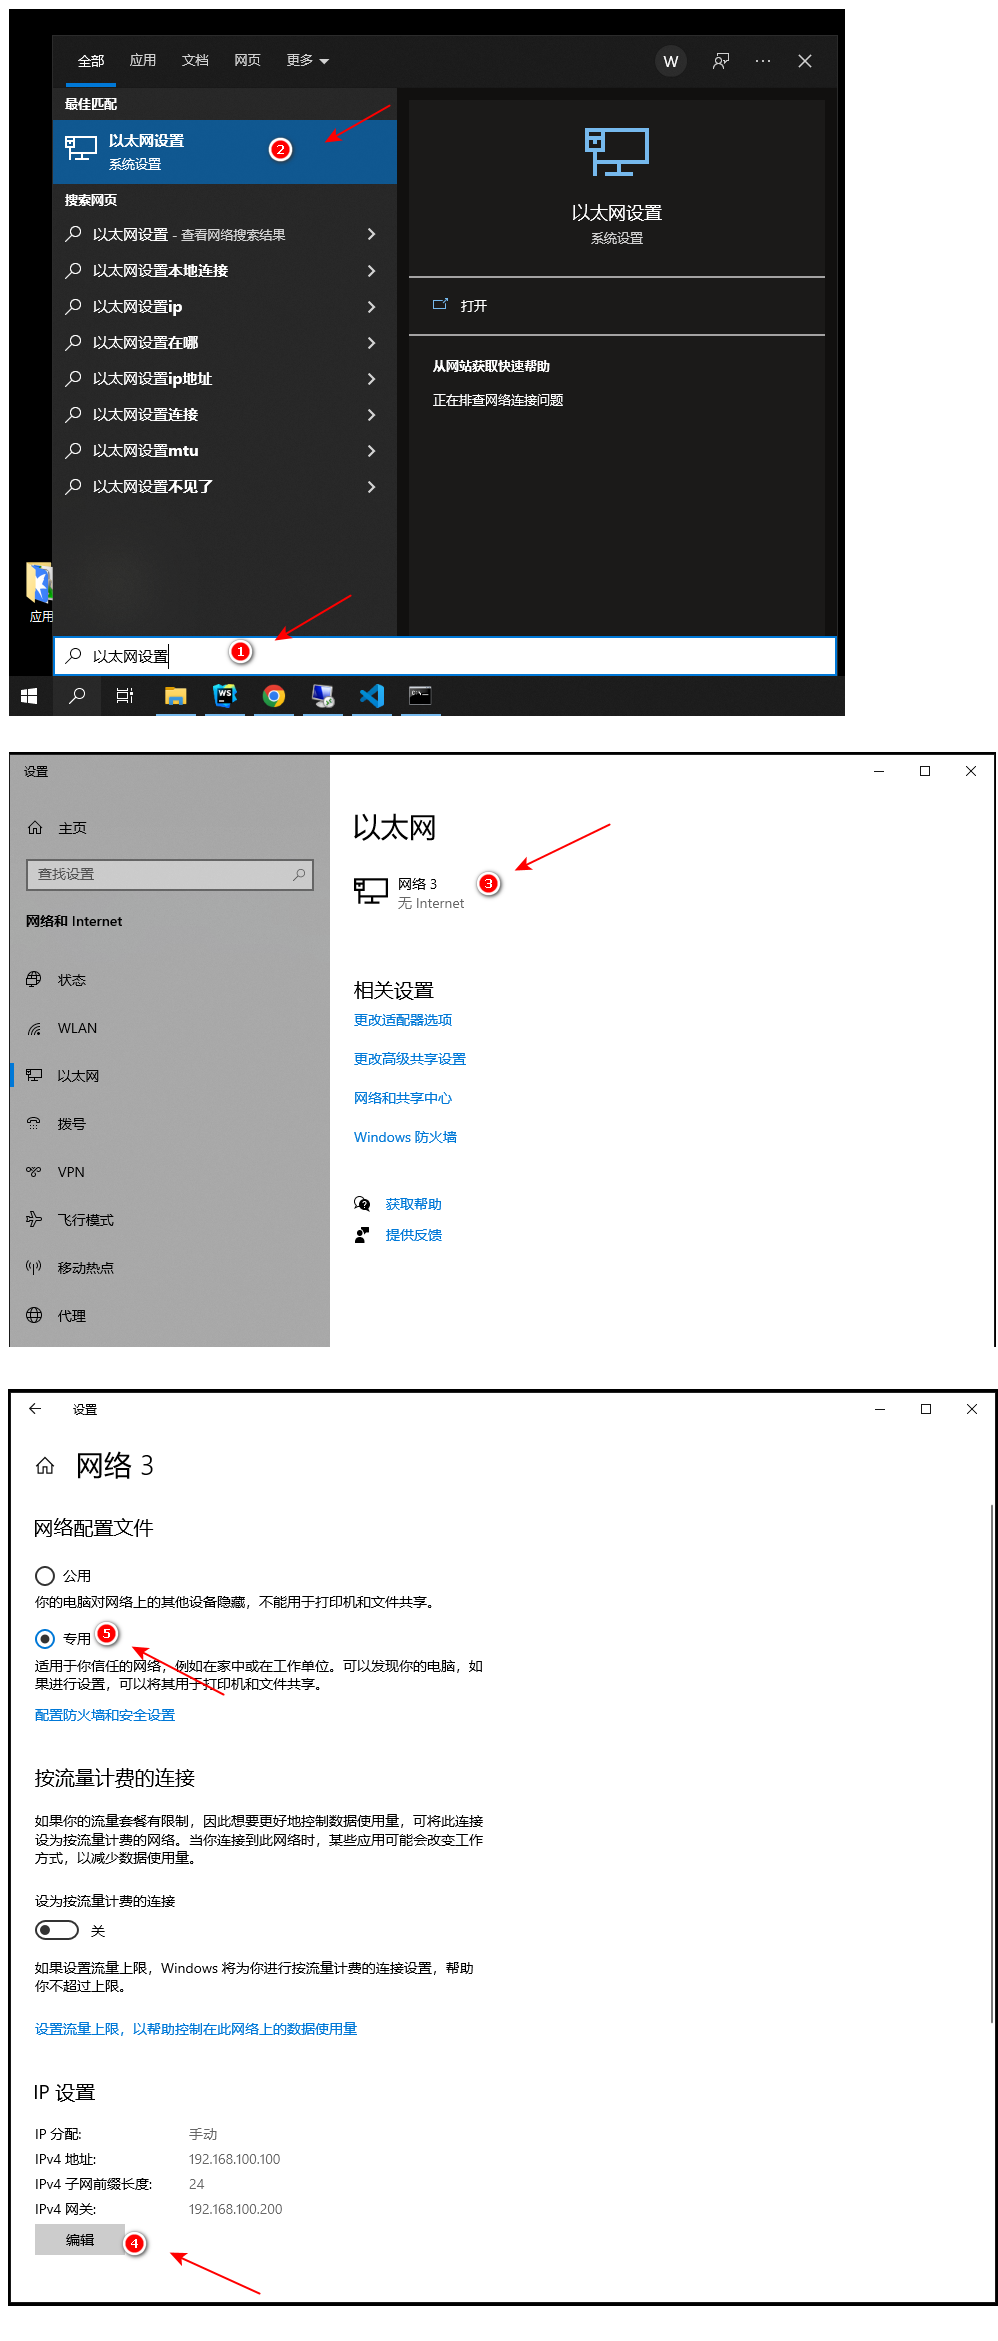 全部 应用 文档 网页 更多 W
最佳匹配
以太网设置
系统设置
2
搜索网页
以太网设置 - 查看网络搜索结果
以太网设置本地连接
以太网设置ip
以太网设置在哪
以太网设置ip地址
以太网设置连接
以太网设置mtu
以太网设置不见了
以太网设置
系统设置
打开
从网站获取快速帮助
正在排查网络连接问题
应用
以太网设置
1
WS
设置
主页
查找设置
网络和 Internet
状态
WLAN
以太网
拨号
VPN
飞行模式
移动热点
代理
以太网
网络 3
无 Internet
3
相关设置
更改适配器选项
更改高级共享设置
网络和共享中心
Windows 防火墙
获取帮助
提供反馈
设置
网络 3
网络配置文件
公用
你的电脑对网络上的其他设备隐藏，不能用于打印机和文件共享。
专用 5
适用于你信任的网络，例如在家中或在工作单位。可以发现你的电脑，如
果进行设置，可以将其用于打印机和文件共享。
配置防火墙和安全设置
按流量计费的连接
如果你的流量套餐有限制，因此想要更好地控制数据使用量，可将此连接
设为按流量计费的网络。当你连接到此网络时，某些应用可能会改变工作
方式，以减少数据使用量。
设为按流量计费的连接
关
如果设置流量上限，Windows 将为你进行按流量计费的连接设置，帮助
你不超过上限。
设置流量上限，以帮助控制在此网络上的数据使用量
IP 设置
IP 分配: 手动
IPv4 地址: 192.168.100.100
IPv4 子网前缀长度: 24
IPv4 网关: 192.168.100.200
编辑 4